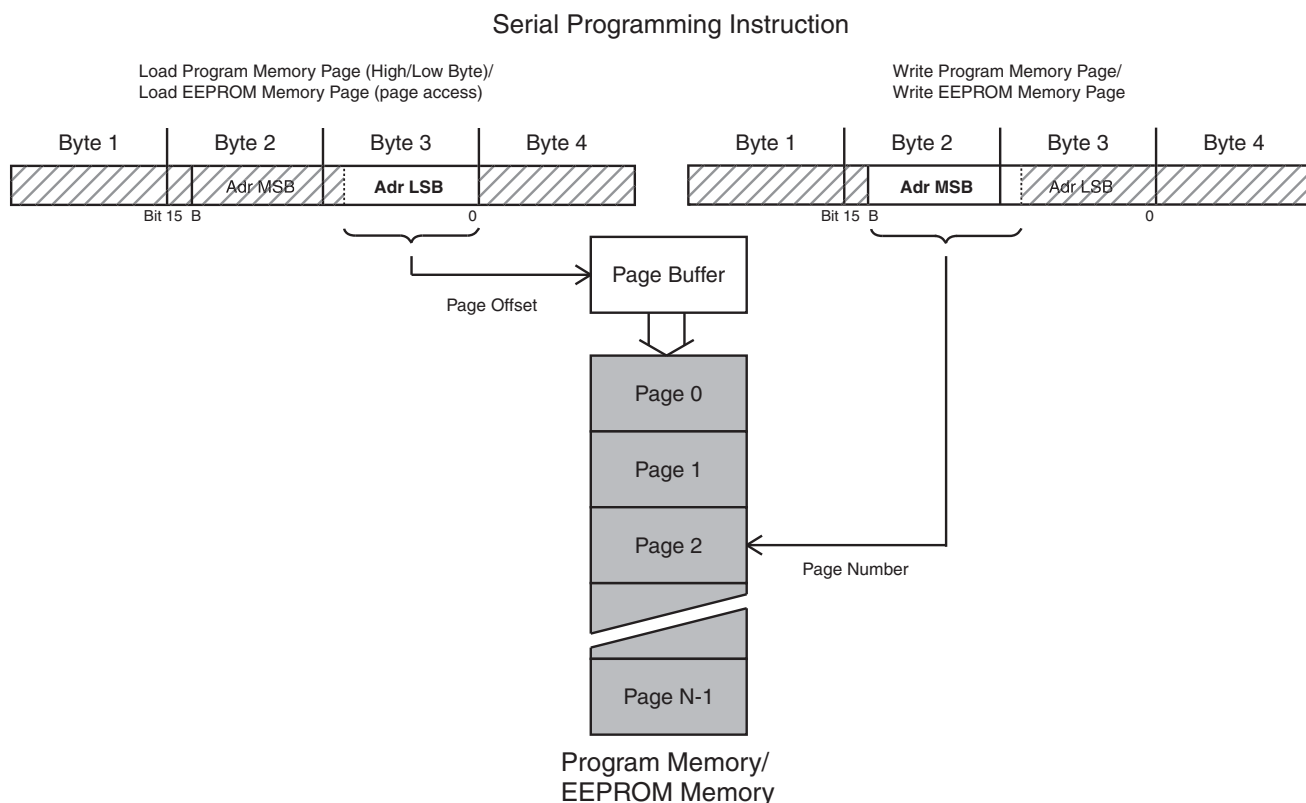 Serial Programming Instruction
Load Program Memory Page (High/Low Byte)/
Load EEPROM Memory Page (page access)
Byte 1
Byte 2
Byte 3
Byte 4
Adr MSB
Adr LSB
Bit 15 B
0
Write Program Memory Page/
Write EEPROM Memory Page
Byte 1
Byte 2
Byte 3
Byte 4
Adr MSB
Adr LSB
Bit 15 B
0
Page Offset
Page Buffer
Page 0
Page 1
Page 2
Page Number
Page N-1
Program Memory/
EEPROM Memory